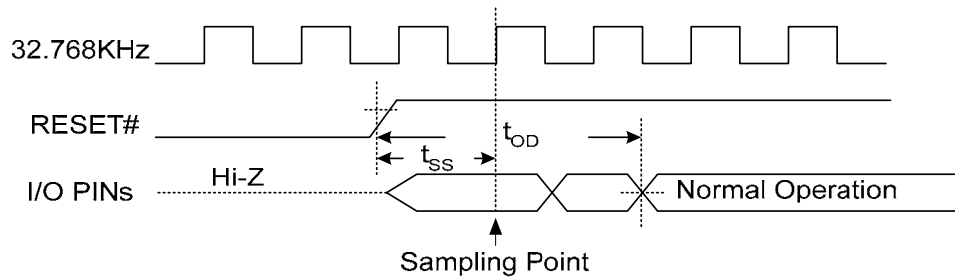 32.768KHz
RESET#
tOD
tSS
I/O PINs
Hi-Z
Normal Operation
Sampling Point